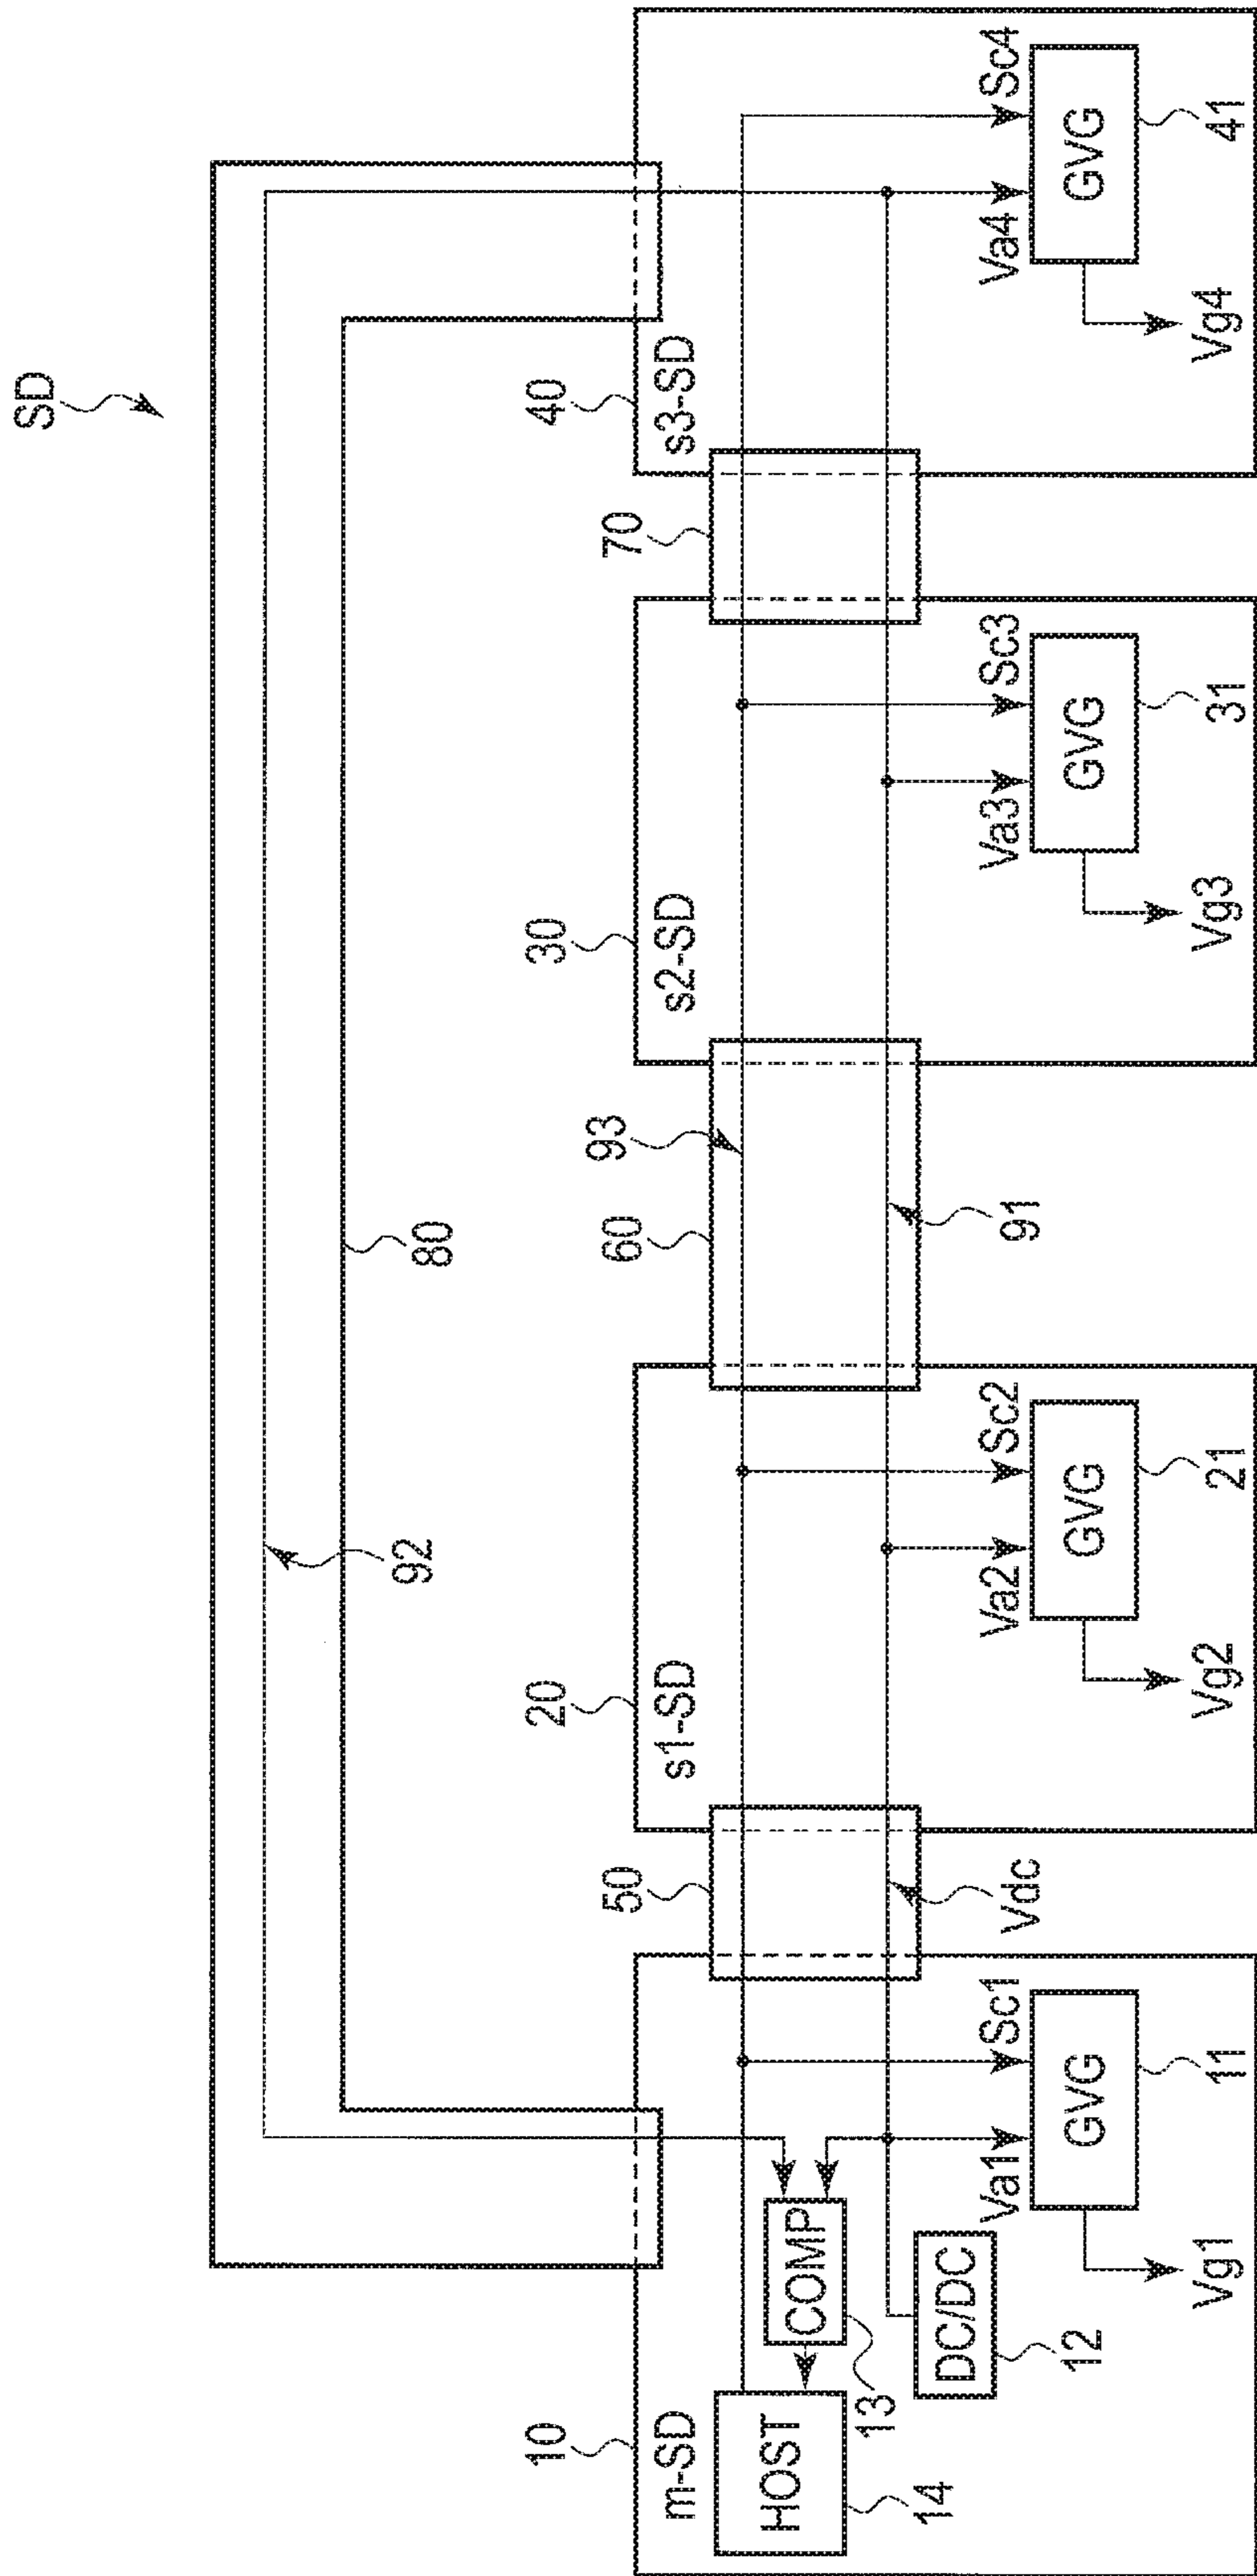 SD
92
80
10
m-SD
HOST
14
COMP
13
DC/DC
12
Va1
Sc1
GVG
11
Vg1
50
Vdc
20
s1-SD
Va2
Sc2
GVG
21
Vg2
60
93
91
30
s2-SD
Va3
Sc3
GVG
31
Vg3
70
40
s3-SD
Va4
Sc4
GVG
41
Vg4